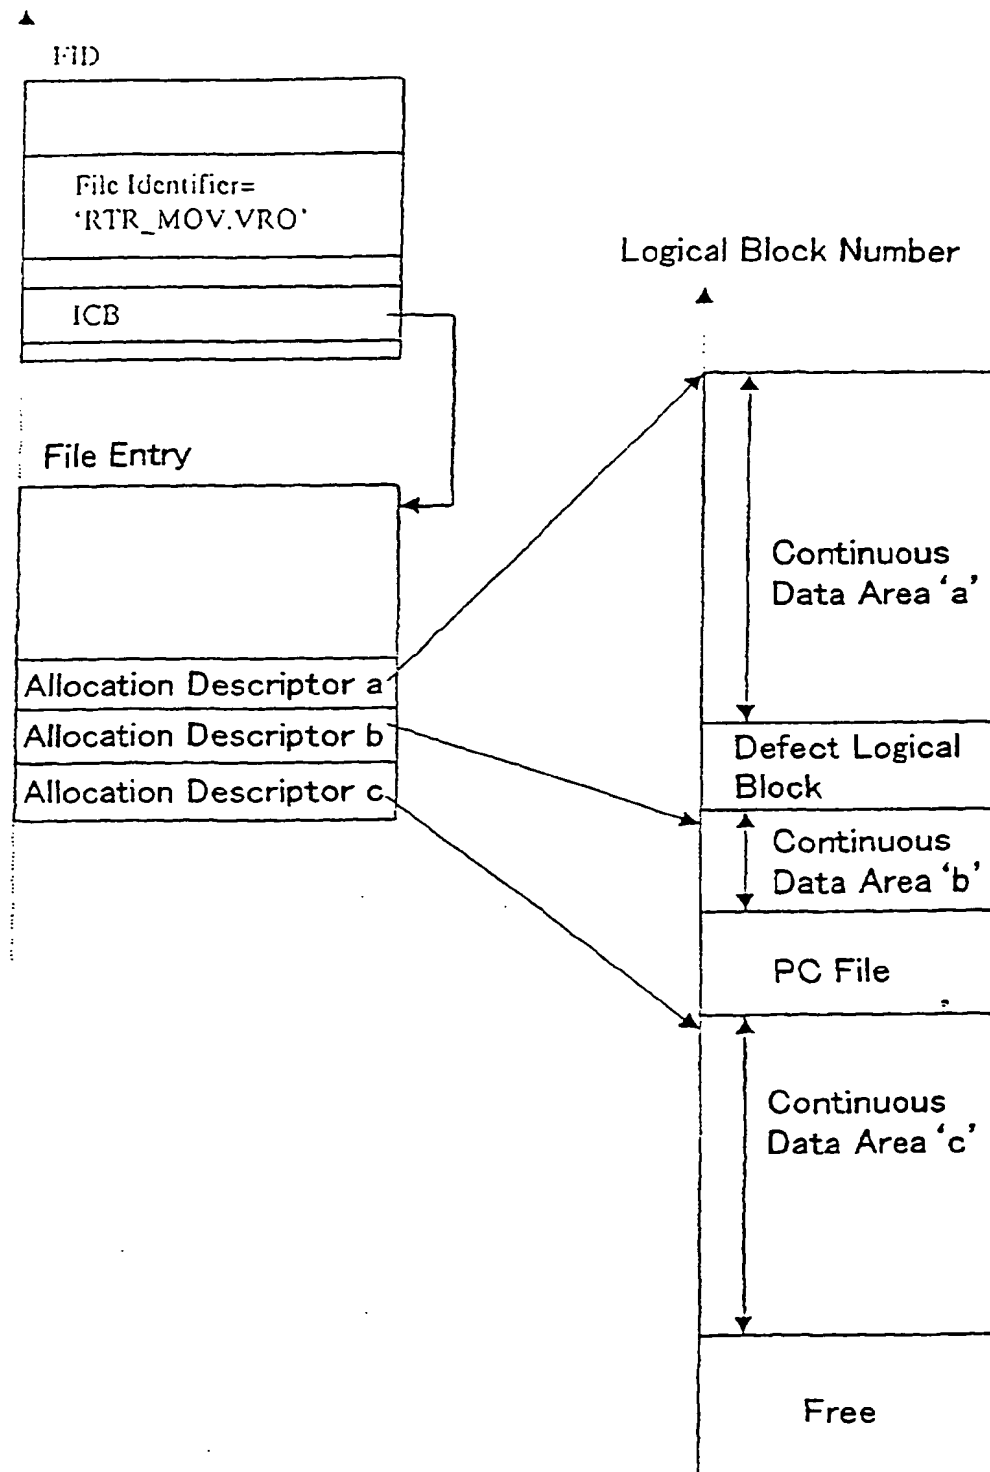 FID
File Identifier=
‘RTR_MOV.VRO’
ICB
File Entry
Allocation Descriptor a
Allocation Descriptor b
Allocation Descriptor c
Logical Block Number
Continuous
Data Area ‘a’
Defect Logical
Block
Continuous
Data Area ‘b’
PC File
Continuous
Data Area ‘c’
Free